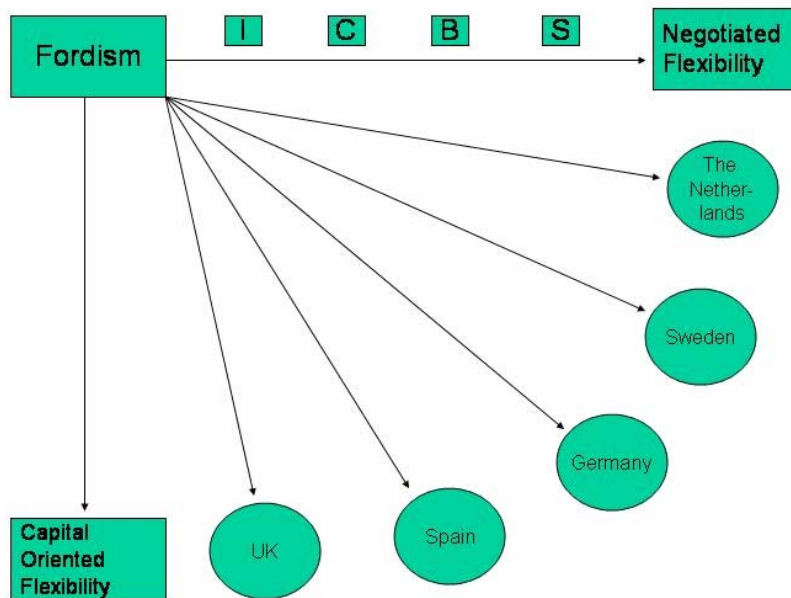 Fordism
I C B S
Negotiated
Flexibility
The
Nether-
lands
Sweden
Germany
Spain
UK
Capital
Oriented
Flexibility